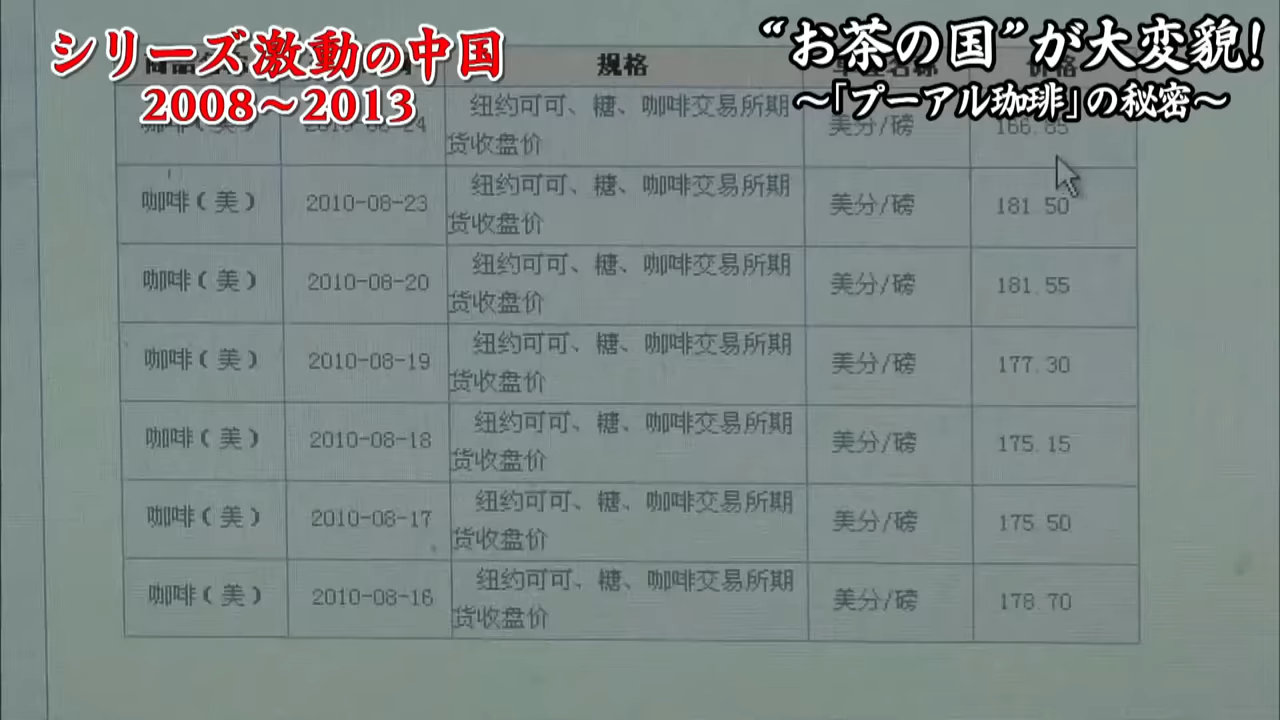 シリーズ激動の中国
2008～2013
“お茶の国”が大変貌!
～「プーアル珈琲」の秘密～
规格 价格
咖啡(美) 2010-08-24 纽约可可、糖、咖啡交易所期货收盘价 美分/磅 166.85
咖啡(美) 2010-08-23 纽约可可、糖、咖啡交易所期货收盘价 美分/磅 181.50
咖啡(美) 2010-08-20 纽约可可、糖、咖啡交易所期货收盘价 美分/磅 181.55
咖啡(美) 2010-08-19 纽约可可、糖、咖啡交易所期货收盘价 美分/磅 177.30
咖啡(美) 2010-08-18 纽约可可、糖、咖啡交易所期货收盘价 美分/磅 175.15
咖啡(美) 2010-08-17 纽约可可、糖、咖啡交易所期货收盘价 美分/磅 175.50
咖啡(美) 2010-08-16 纽约可可、糖、咖啡交易所期货收盘价 美分/磅 178.70